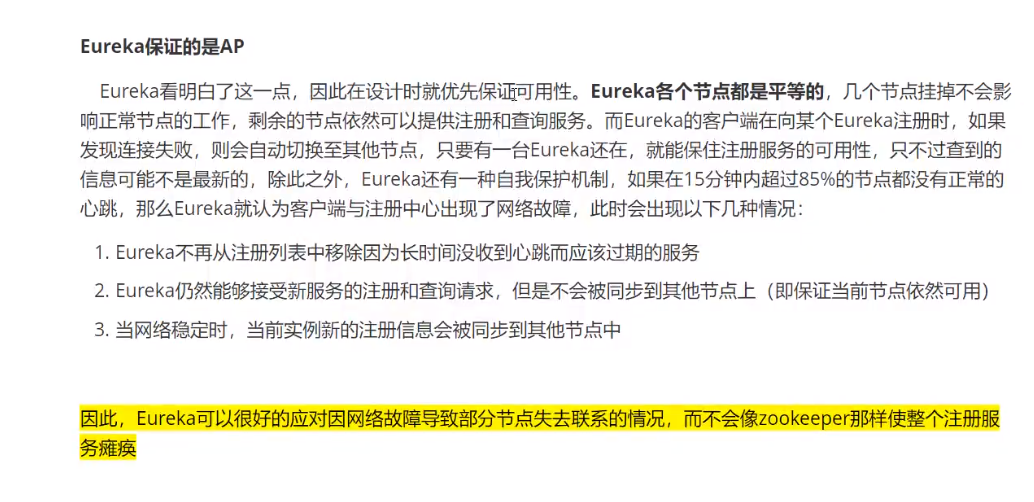 Eureka保证的是AP
Eureka看明白了这一点，因此在设计时就优先保证可用性。Eureka各个节点都是平等的，几个节点挂掉不会影
响正常节点的工作，剩余的节点依然可以提供注册和查询服务。而Eureka的客户端在向某个Eureka注册时，如果
发现连接失败，则会自动切换至其他节点，只要有一台Eureka还在，就能保住注册服务的可用性，只不过查到的
信息可能不是最新的，除此之外，Eureka还有一种自我保护机制，如果在15分钟内超过85%的节点都没有正常的
心跳，那么Eureka就认为客户端与注册中心出现了网络故障，此时会出现以下几种情况：
1. Eureka不再从注册列表中移除因为长时间没收到心跳而应该过期的服务
2. Eureka仍然能够接受新服务的注册和查询请求，但是不会被同步到其他节点上（即保证当前节点依然可用）
3. 当网络稳定时，当前实例新的注册信息会被同步到其他节点中
因此，Eureka可以很好的应对因网络故障导致部分节点失去联系的情况，而不会像zookeeper那样使整个注册服
务瘫痪